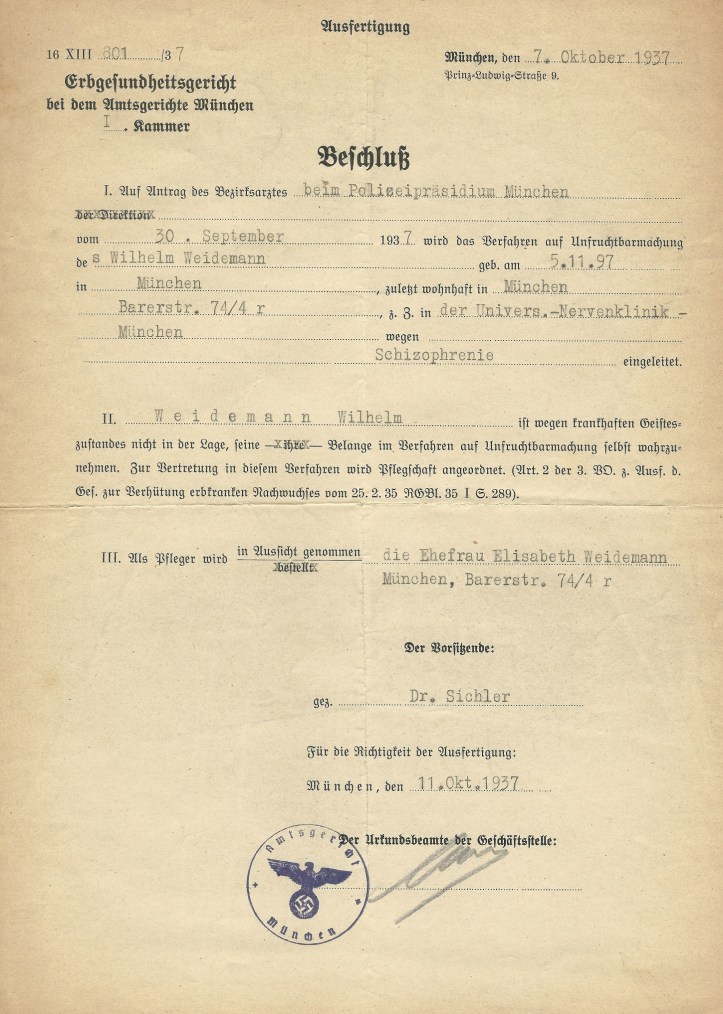 Ausfertigung
16 XIII 801 /37
München, den 7. Oktober 1937
Prinz-Ludwig-Straße 9.
Erbgesundheitsgericht
bei dem Amtsgerichte München
I. Kammer
Beschluß
I. Auf Antrag des Bezirksarztes beim Polizeipräsidium München
der Direktion
vom 30. September 1937 wird das Verfahren auf Unfruchtbarmachung
des Wilhelm Weidemann geb. am 5.11.97
in München, zuletzt wohnhaft in München
Barerstr. 74/4 r, z. Z. in der Univers.-Nervenklinik -
München wegen
Schizophrenie eingeleitet.
II. Weidemann Wilhelm ist wegen krankhaften Geistes-
zustandes nicht in der Lage, seine — ihre — Belange im Verfahren auf Unfruchtbarmachung selbst wahrzu-
nehmen. Zur Vertretung in diesem Verfahren wird Pflegschaft angeordnet. (Art. 2 der 3. VO. z. Ausf. d.
Ges. zur Verhütung erbkranken Nachwuchses vom 25. 2. 35 RGBl. 35 I S. 289).
III. Als Pfleger wird in Aussicht genommen die Ehefrau Elisabeth Weidemann
bestellt München, Barerstr. 74/4 r
Der Vorsitzende:
gez. Dr. Sichler
Für die Richtigkeit der Ausfertigung:
München, den 11.Okt.1937
Der Urkundsbeamte der Geschäftsstelle:
Amtsgericht
München